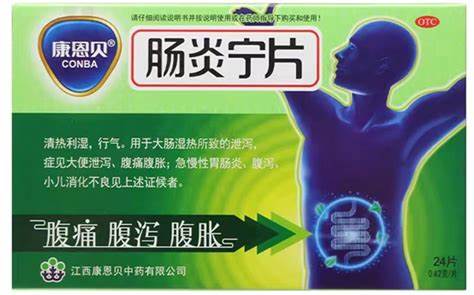 请仔细阅读说明书并按说明使用或在药师指导下购买和使用!
OTC
康恩贝®
CONBA
肠炎宁片
清热利湿,行气。用于大肠湿热所致的泄泻,
症见大便泄泻、腹痛腹胀;急慢性胃肠炎、腹泻、
小儿消化不良见上述证候者。
腹痛 腹泻 腹胀
江西康恩贝中药有限公司
24片
0.42克/片